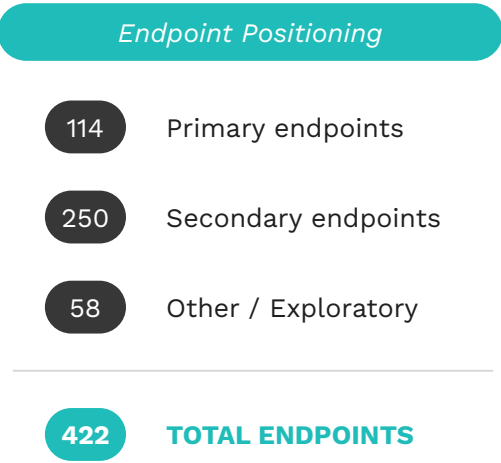 Endpoint Positioning
114 Primary endpoints
250 Secondary endpoints
58 Other / Exploratory
422 TOTAL ENDPOINTS